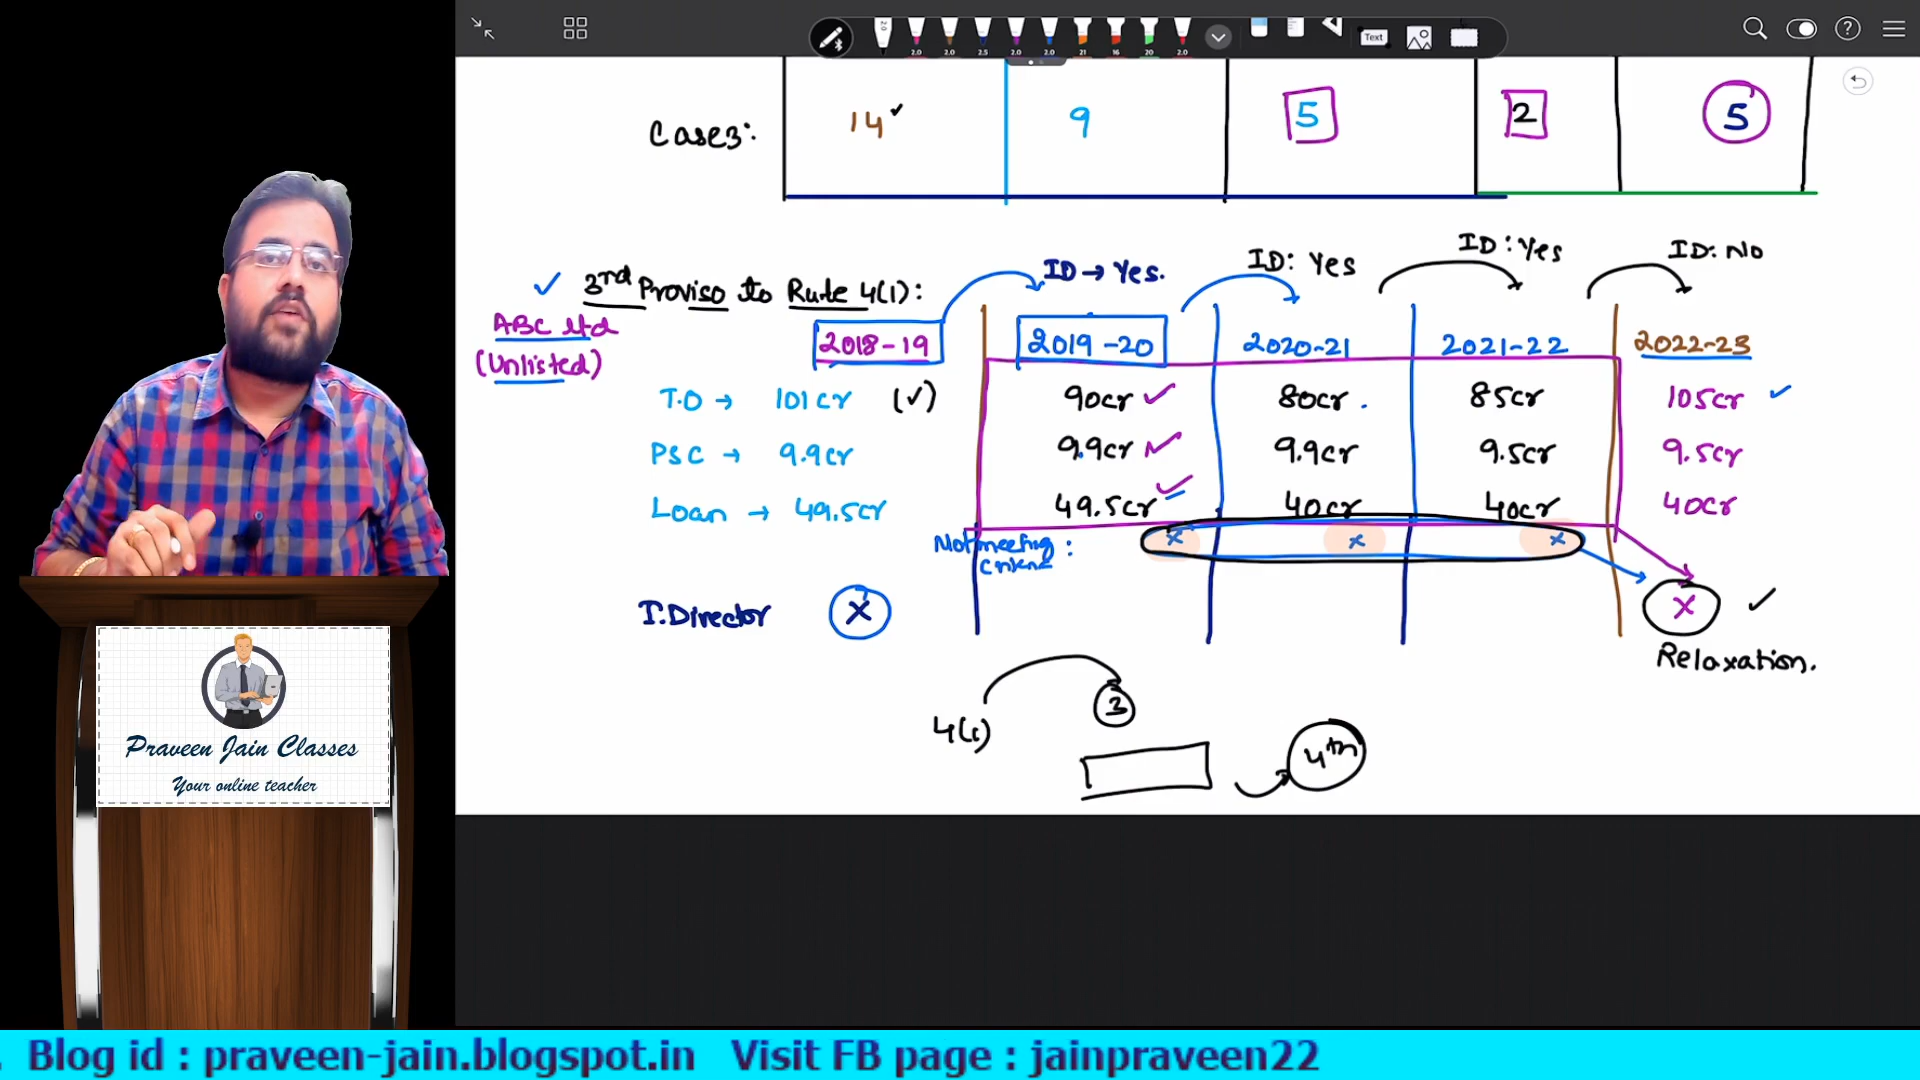 Text
Case3: 14 9 5 2 5
ID → Yes. ID: Yes ID: Yes ID: No
✓ 3rd Proviso to Rule 4(1):
ABC Ltd
(Unlisted)
2018-19 2019-20 2020-21 2021-22 2022-23
T.O → 101cr (✓) 90cr ✓ 80cr 85cr 105cr ✓
PSC → 9.9cr 9.9cr ✓ 9.9cr 9.5cr 9.5cr
Loan → 49.5cr 49.5cr ✓ 40cr 40cr 40cr
Not meeting : x x x
I.Director X x ✓
Relaxation.
4(1) 3
4th
Praveen Jain Classes
Your online teacher
. Blog id : praveen-jain.blogspot.in Visit FB page : jainpraveen22